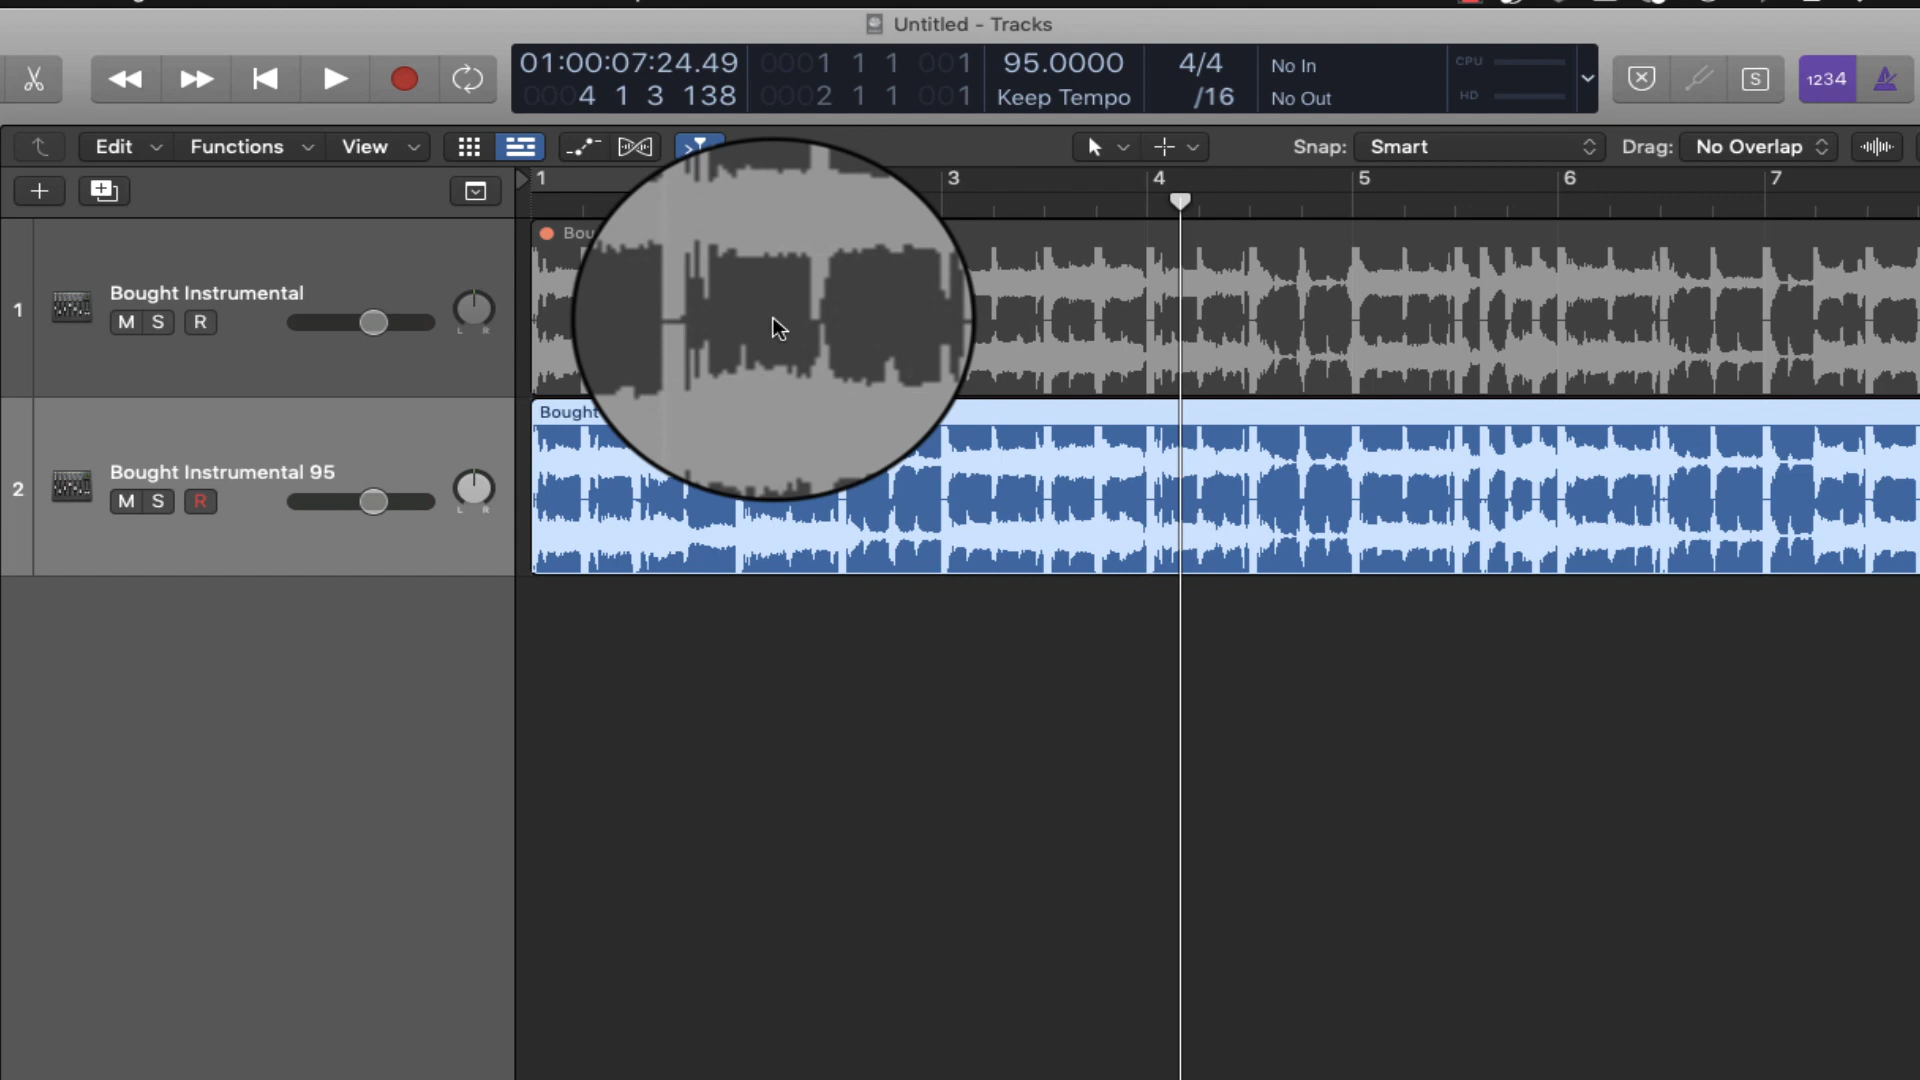 Untitled - Tracks
01:00:07:24.49
0004 1 3 138
0001 1 1 001
0002 1 1 001
95.0000
Keep Tempo
4/4
/16
No In
No Out
CPU
HD
S
1234
Edit
Functions
View
Snap: Smart
Drag: No Overlap
1 3 4 5 6 7
1
Bought Instrumental
M S R
L R
Bou
2
Bought Instrumental 95
M S R
L R
Bought